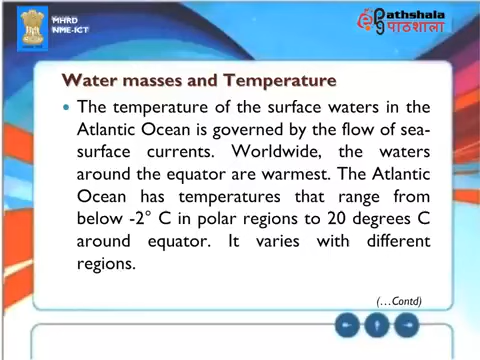 MHRD
NME-ICT
Pathshala
पाठशाला
Water masses and Temperature
• The temperature of the surface waters in the
Atlantic Ocean is governed by the flow of sea-
surface currents. Worldwide, the waters
around the equator are warmest. The Atlantic
Ocean has temperatures that range from
below -2° C in polar regions to 20 degrees C
around equator. It varies with different
regions.
(...Contd)